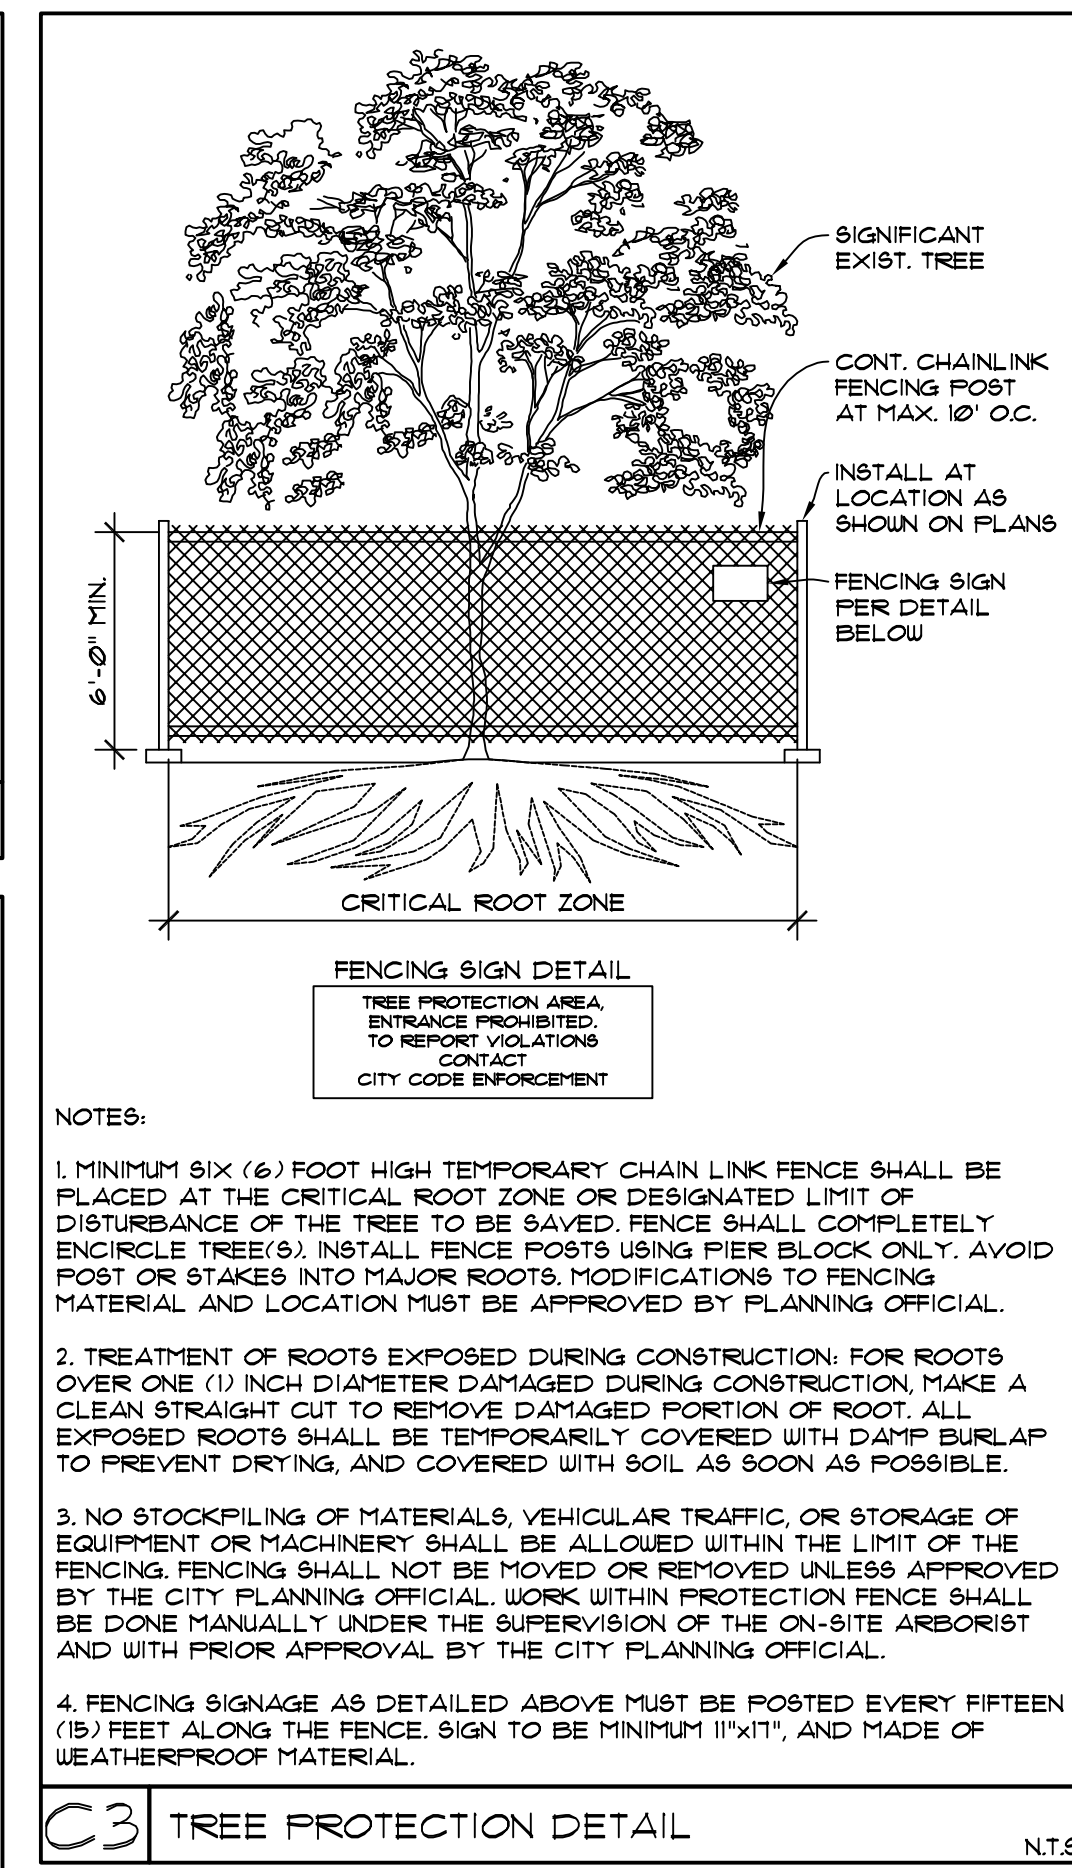 SIGNIFICANT
EXIST. TREE
CONT. CHAINLINK
FENCING POST
AT MAX. 10' O.C.
INSTALL AT
LOCATION AS
SHOWN ON PLANS
FENCING SIGN
PER DETAIL
BELOW
6'-0" MIN.
CRITICAL ROOT ZONE
FENCING SIGN DETAIL
TREE PROTECTION AREA,
ENTRANCE PROHIBITED.
TO REPORT VIOLATIONS
CONTACT
CITY CODE ENFORCEMENT
NOTES:
1. MINIMUM SIX (6) FOOT HIGH TEMPORARY CHAIN LINK FENCE SHALL BE
PLACED AT THE CRITICAL ROOT ZONE OR DESIGNATED LIMIT OF
DISTURBANCE OF THE TREE TO BE SAVED. FENCE SHALL COMPLETELY
ENCIRCLE TREE(S). INSTALL FENCE POSTS USING PIER BLOCK ONLY. AVOID
POST OR STAKES INTO MAJOR ROOTS. MODIFICATIONS TO FENCING
MATERIAL AND LOCATION MUST BE APPROVED BY PLANNING OFFICIAL.
2. TREATMENT OF ROOTS EXPOSED DURING CONSTRUCTION: FOR ROOTS
OVER ONE (1) INCH DIAMETER DAMAGED DURING CONSTRUCTION, MAKE A
CLEAN STRAIGHT CUT TO REMOVE DAMAGED PORTION OF ROOT. ALL
EXPOSED ROOTS SHALL BE TEMPORARILY COVERED WITH DAMP BURLAP
TO PREVENT DRYING, AND COVERED WITH SOIL AS SOON AS POSSIBLE.
3. NO STOCKPILING OF MATERIALS, VEHICULAR TRAFFIC, OR STORAGE OF
EQUIPMENT OR MACHINERY SHALL BE ALLOWED WITHIN THE LIMIT OF THE
FENCING. FENCING SHALL NOT BE MOVED OR REMOVED UNLESS APPROVED
BY THE CITY PLANNING OFFICIAL. WORK WITHIN PROTECTION FENCE SHALL
BE DONE MANUALLY UNDER THE SUPERVISION OF THE ON-SITE ARBORIST
AND WITH PRIOR APPROVAL BY THE CITY PLANNING OFFICIAL.
4. FENCING SIGNAGE AS DETAILED ABOVE MUST BE POSTED EVERY FIFTEEN
(15) FEET ALONG THE FENCE. SIGN TO BE MINIMUM 11"x17", AND MADE OF
WEATHERPROOF MATERIAL.
C3 TREE PROTECTION DETAIL
N.T.S